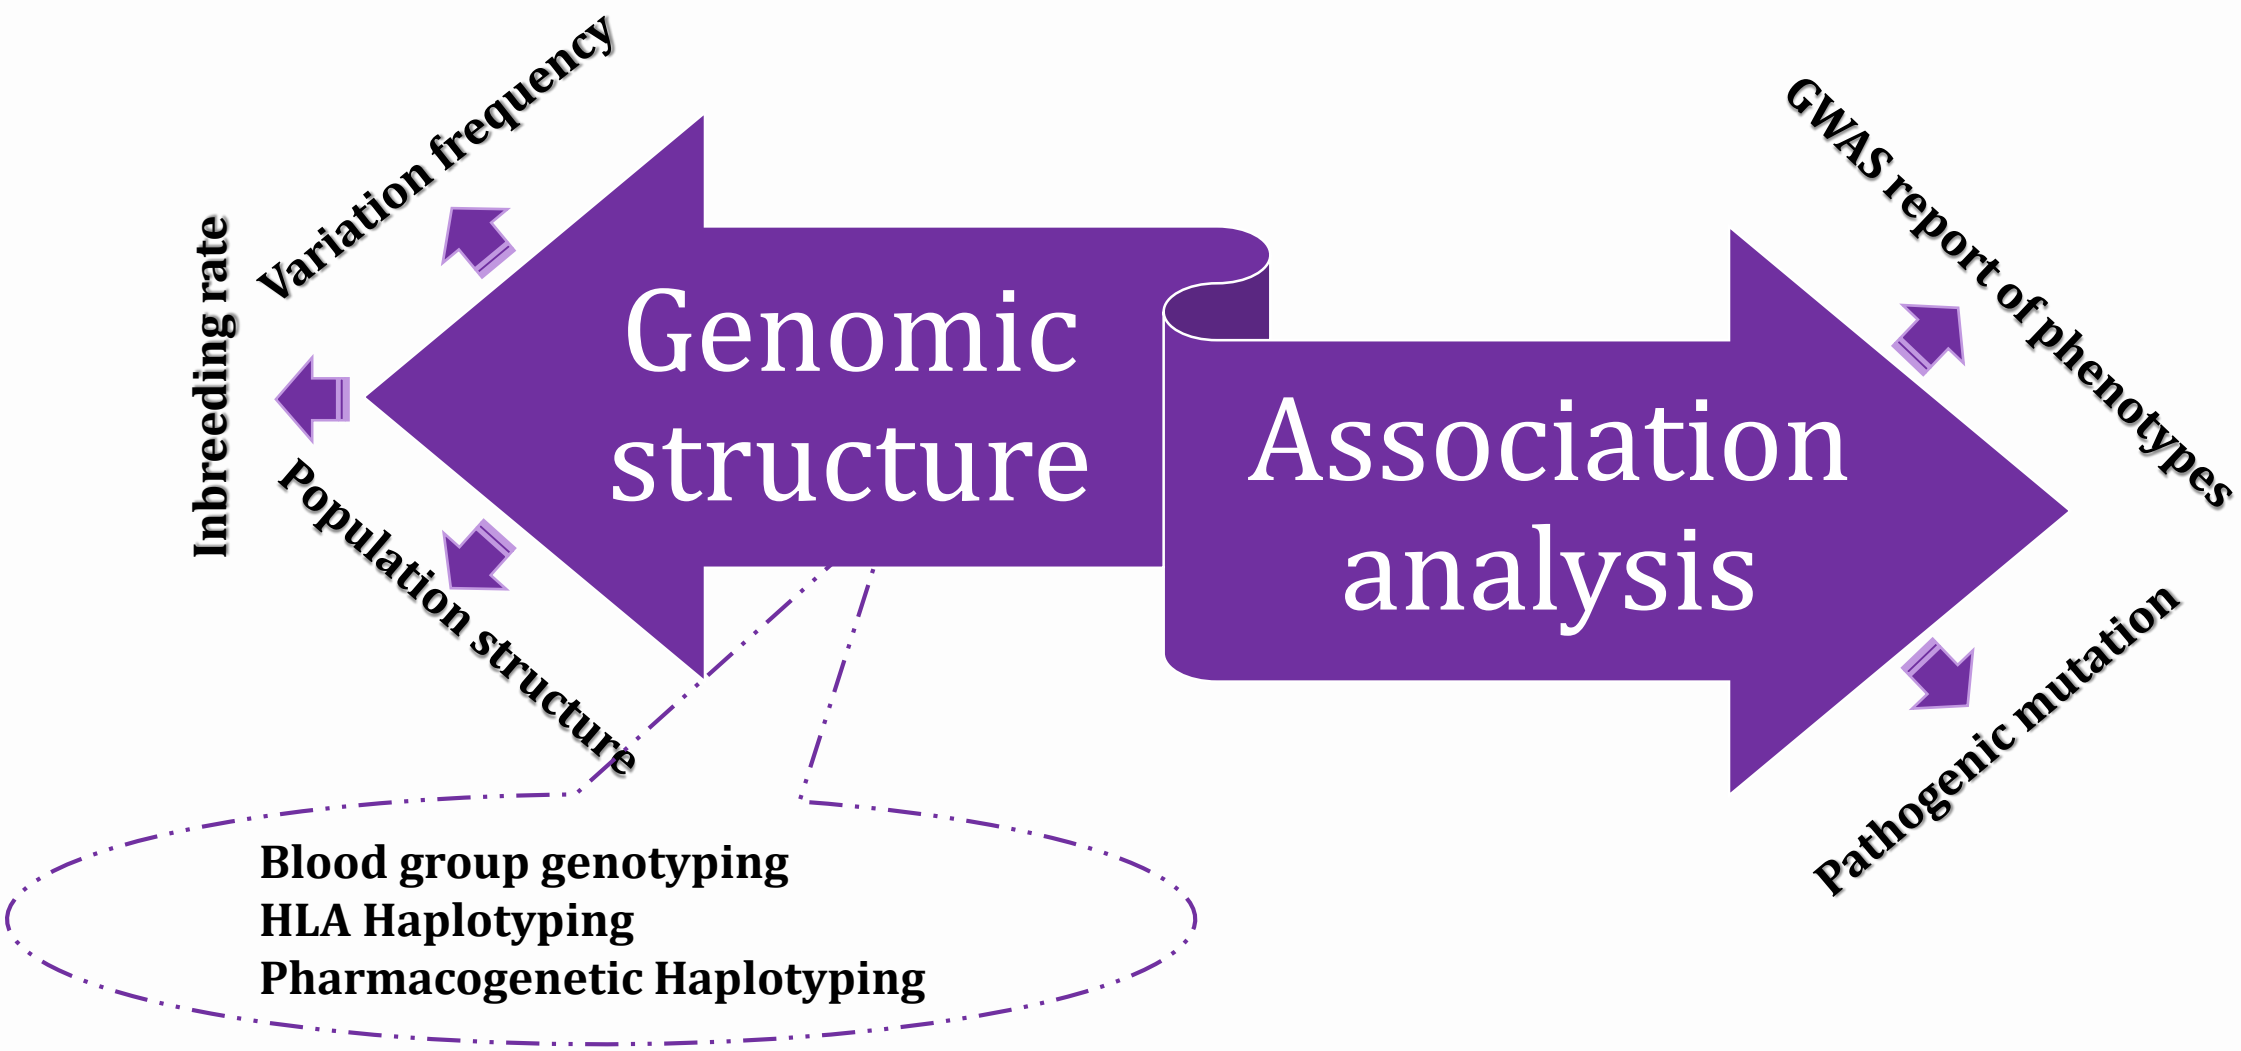 Variation frequency
Inbreeding rate
Population structure
Genomic
structure
Association
analysis
GWAS report of phenotypes
Pathogenic mutation
Blood group genotyping
HLA Haplotyping
Pharmacogenetic Haplotyping